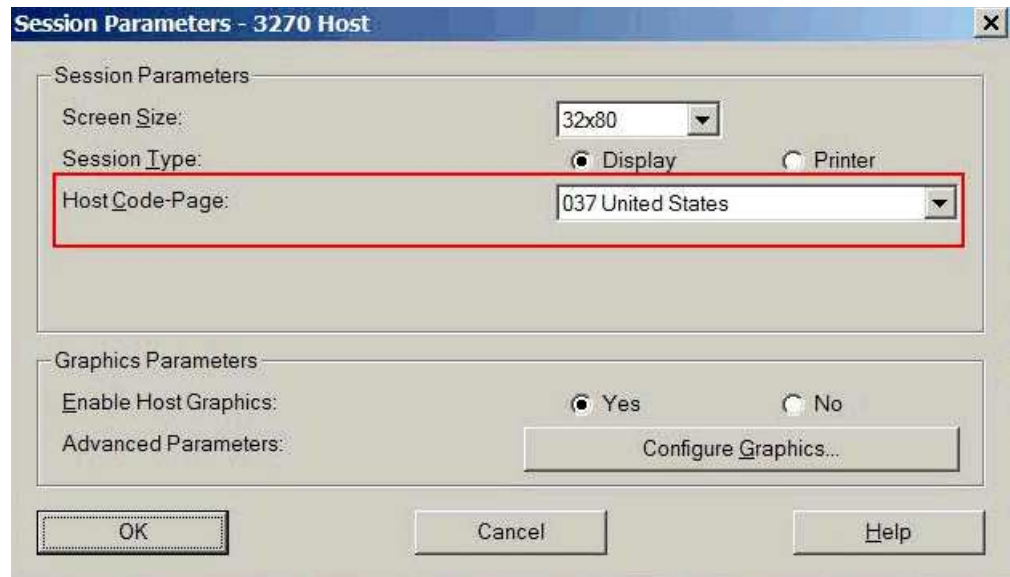 Session Parameters - 3270 Host
Session Parameters
Screen Size: 32x80
Session Type: Display Printer
Host Code-Page: 037 United States
Graphics Parameters
Enable Host Graphics: Yes No
Advanced Parameters: Configure Graphics...
OK Cancel Help